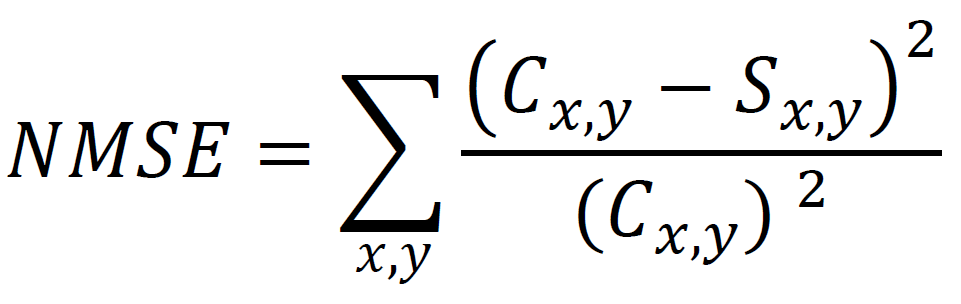 NMSE = ∑_{x,y} (C_{x,y} − S_{x,y})^2 / (C_{x,y})^2